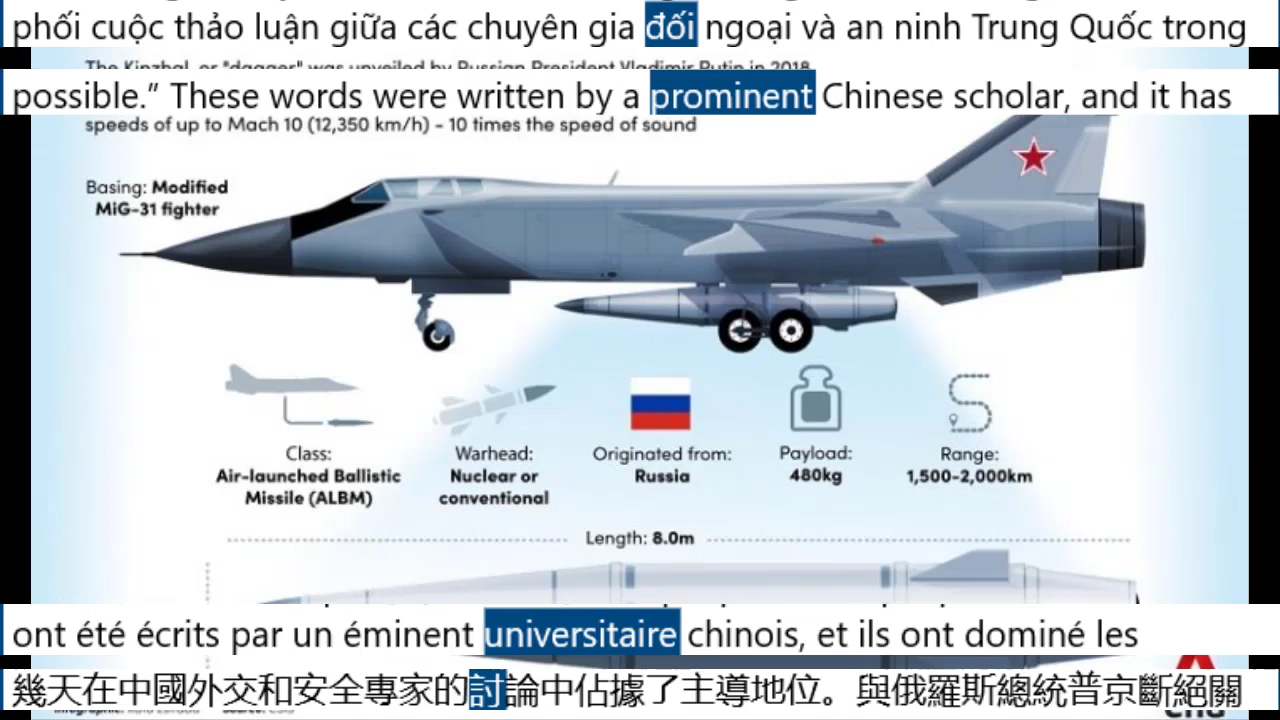 phối cuộc thảo luận giữa các chuyên gia đối ngoại và an ninh Trung Quốc trong
The Kinzhal, or "dagger" was unveiled by Russian President Vladimir Putin in 2018
possible.” These words were written by a prominent Chinese scholar, and it has
speeds of up to Mach 10 (12,350 km/h) - 10 times the speed of sound
Basing: Modified
MiG-31 fighter
Class:
Air-launched Ballistic
Missile (ALBM)
Warhead:
Nuclear or
conventional
Originated from:
Russia
Payload:
480kg
Range:
1,500-2,000km
Length: 8.0m
ont été écrits par un éminent universitaire chinois, et ils ont dominé les
幾天在中國外交和安全專家的討論中佔據了主導地位。與俄羅斯總統普京斷絕關